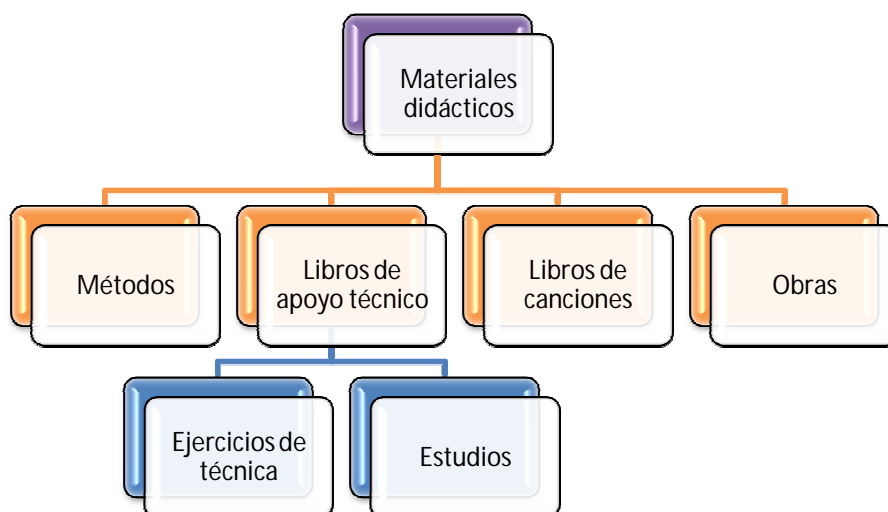 Materiales
didácticos
Métodos
Libros de
apoyo técnico
Libros de
canciones
Obras
Ejercicios de
técnica
Estudios